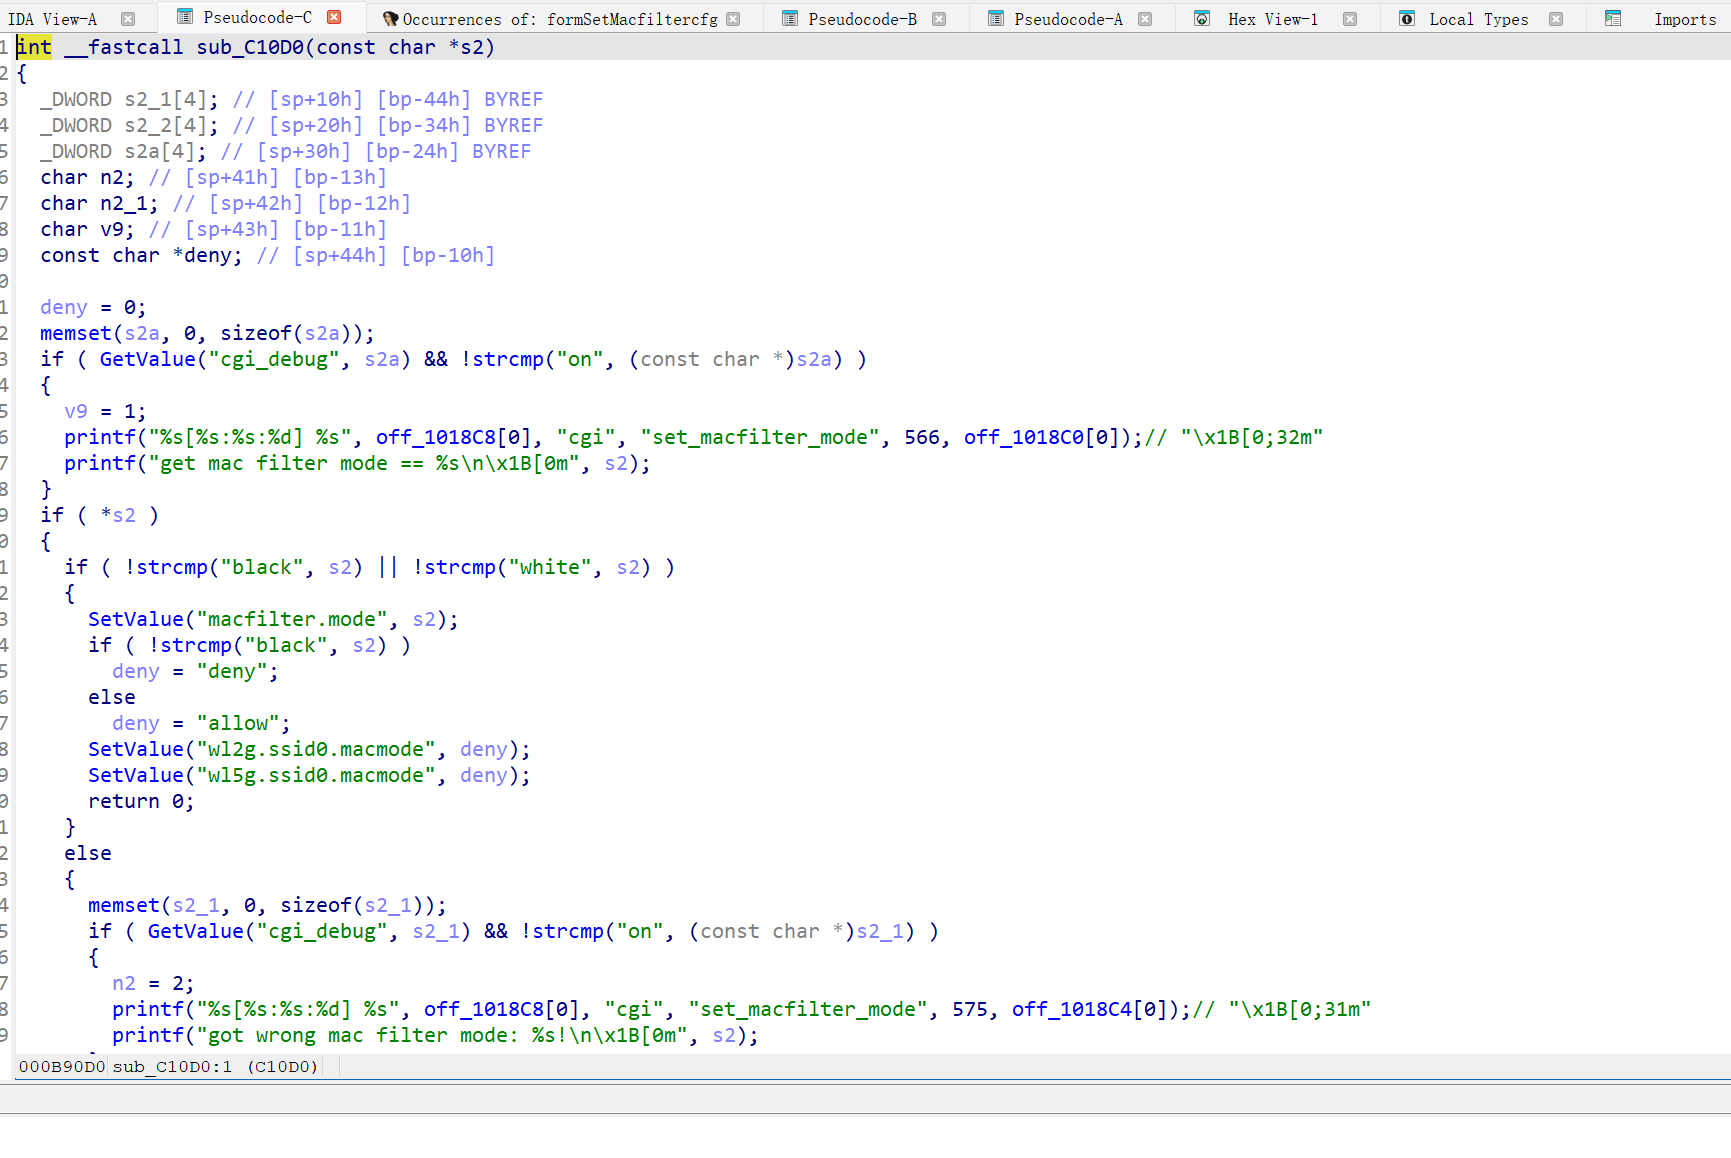 IDA View-A Pseudocode-C Occurrences of: formSetMacfiltercfg Pseudocode-B Pseudocode-A Hex View-1 Local Types Imports
1 int __fastcall sub_C10D0(const char *s2)
2 {
3   _DWORD s2_1[4]; // [sp+10h] [bp-44h] BYREF
4   _DWORD s2_2[4]; // [sp+20h] [bp-34h] BYREF
5   _DWORD s2a[4]; // [sp+30h] [bp-24h] BYREF
6   char n2; // [sp+41h] [bp-13h]
7   char n2_1; // [sp+42h] [bp-12h]
8   char v9; // [sp+43h] [bp-11h]
9   const char *deny; // [sp+44h] [bp-10h]
0
1   deny = 0;
2   memset(s2a, 0, sizeof(s2a));
3   if ( GetValue("cgi_debug", s2a) && !strcmp("on", (const char *)s2a) )
4   {
5     v9 = 1;
6     printf("%s[%s:%s:%d] %s", off_1018C8[0], "cgi", "set_macfilter_mode", 566, off_1018C0[0]);// "\x1B[0;32m"
7     printf("get mac filter mode == %s\n\x1B[0m", s2);
8   }
9   if ( *s2 )
0   {
1     if ( !strcmp("black", s2) || !strcmp("white", s2) )
2     {
3       SetValue("macfilter.mode", s2);
4       if ( !strcmp("black", s2) )
5         deny = "deny";
6       else
7         deny = "allow";
8       SetValue("wl2g.ssid0.macmode", deny);
9       SetValue("wl5g.ssid0.macmode", deny);
0       return 0;
1     }
2     else
3     {
4       memset(s2_1, 0, sizeof(s2_1));
5       if ( GetValue("cgi_debug", s2_1) && !strcmp("on", (const char *)s2_1) )
6       {
7         n2 = 2;
8         printf("%s[%s:%s:%d] %s", off_1018C8[0], "cgi", "set_macfilter_mode", 575, off_1018C4[0]);// "\x1B[0;31m"
9         printf("got wrong mac filter mode: %s!\n\x1B[0m", s2);
000B90D0 sub_C10D0:1 (C10D0)